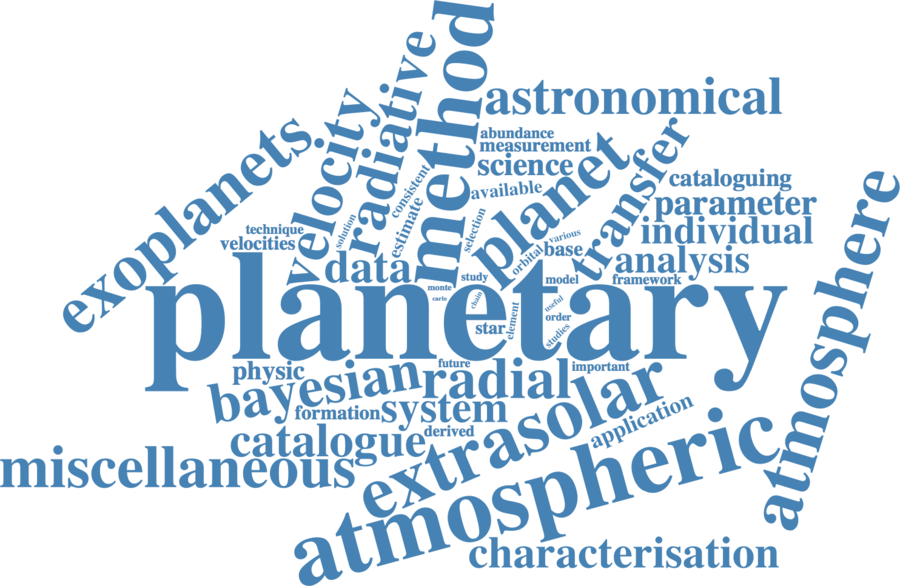 method
radiative
velocity
exoplanets
astronomical
abundance
measurement
science
available
planet
transfer
cataloguing
parameter
individual
analysis
framework
atmosphere
consistent
estimate
solution
selection
technique
velocities
data
various
base
orbital
model
study
monte
carlo
chain
useful
order
studies
element
star
planetary
physic
future
important
bayesian
radial
formation
system
extrasolar
application
catalogue
derived
miscellaneous
atmospheric
characterisation